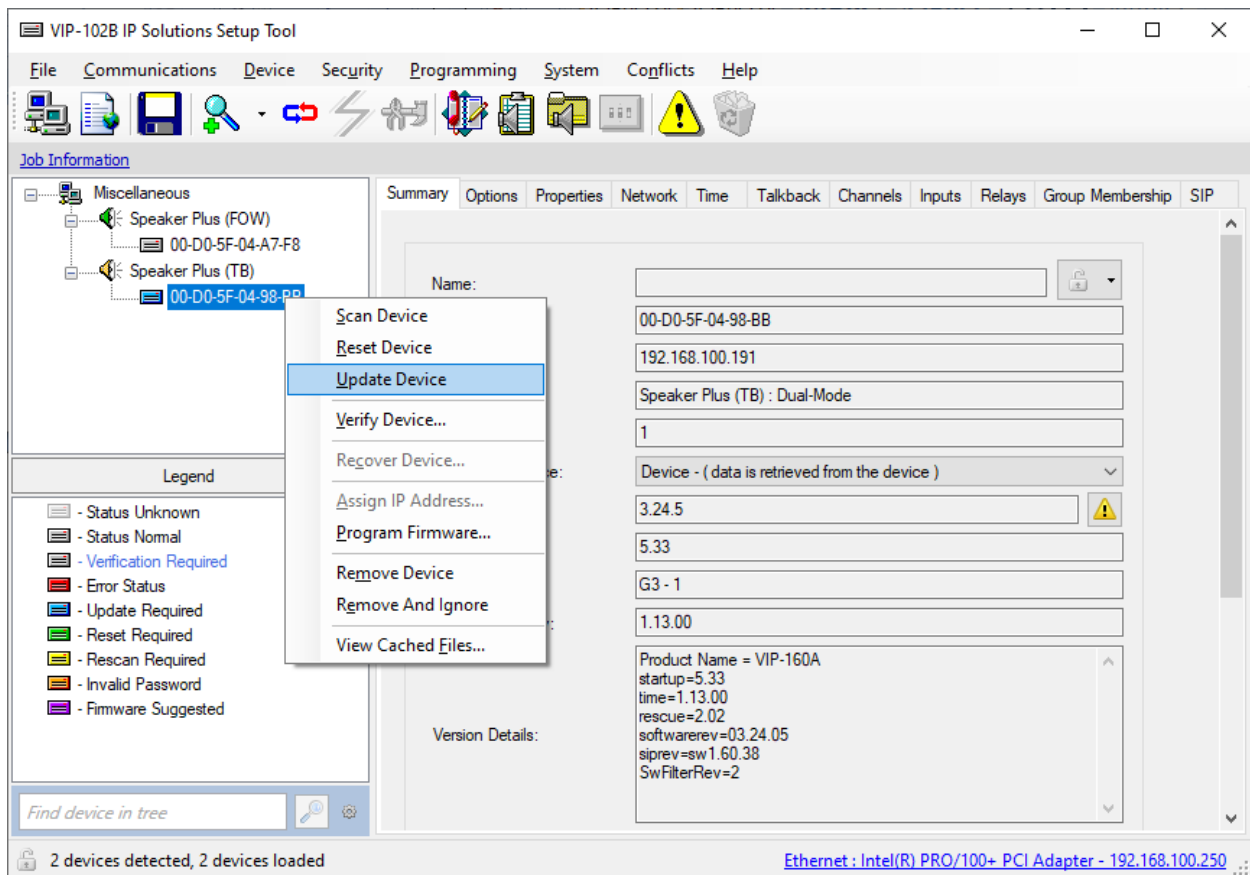 VIP-102B IP Solutions Setup Tool
File Communications Device Security Programming System Conflicts Help
Job Information
Miscellaneous
Speaker Plus (FOW)
00-D0-5F-04-A7-F8
Speaker Plus (TB)
00-D0-5F-04-98-BB
Scan Device
Reset Device
Update Device
Verify Device...
Recover Device...
Assign IP Address...
Program Firmware...
Remove Device
Remove And Ignore
View Cached Files...
Legend
- Status Unknown
- Status Normal
- Verification Required
- Error Status
- Update Required
- Reset Required
- Rescan Required
- Invalid Password
- Firmware Suggested
Find device in tree
Summary Options Properties Network Time Talkback Channels Inputs Relays Group Membership SIP
Name:
00-D0-5F-04-98-BB
192.168.100.191
Speaker Plus (TB) : Dual-Mode
1
Device - ( data is retrieved from the device )
3.24.5
5.33
G3 - 1
1.13.00
Version Details:
Product Name = VIP-160A
startup=5.33
time=1.13.00
rescue=2.02
softwarerev=03.24.05
siprev=sw1.60.38
SwFilterRev=2
2 devices detected, 2 devices loaded
Ethernet : Intel(R) PRO/100+ PCI Adapter - 192.168.100.250